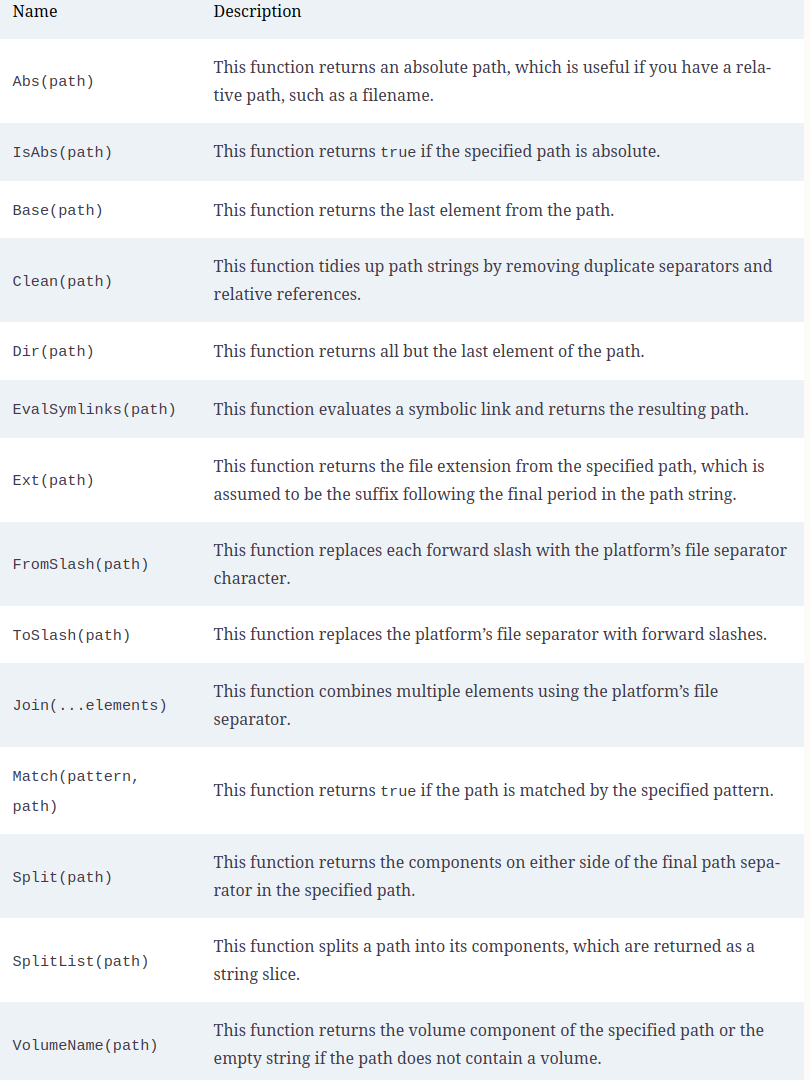 Name Description
This function returns an absolute path, which is useful if you have a rela-
Abs(path)
tive path, such as a filename.
IsAbs(path) This function returns true if the specified path is absolute.
Base(path) This function returns the last element from the path.
This function tidies up path strings by removing duplicate separators and
Clean(path)
relative references.
Dir(path) This function returns all but the last element of the path.
EvalSymlinks(path) This function evaluates a symbolic link and returns the resulting path.
This function returns the file extension from the specified path, which is
Ext(path)
assumed to be the suffix following the final period in the path string.
This function replaces each forward slash with the platform’s file separator
FromSlash(path)
character.
ToSlash(path) This function replaces the platform’s file separator with forward slashes.
This function combines multiple elements using the platform’s file
Join(...elements)
separator.
Match(pattern,
This function returns true if the path is matched by the specified pattern.
path)
This function returns the components on either side of the final path sepa-
Split(path)
rator in the specified path.
This function splits a path into its components, which are returned as a
SplitList(path)
string slice.
This function returns the volume component of the specified path or the
VolumeName(path)
empty string if the path does not contain a volume.